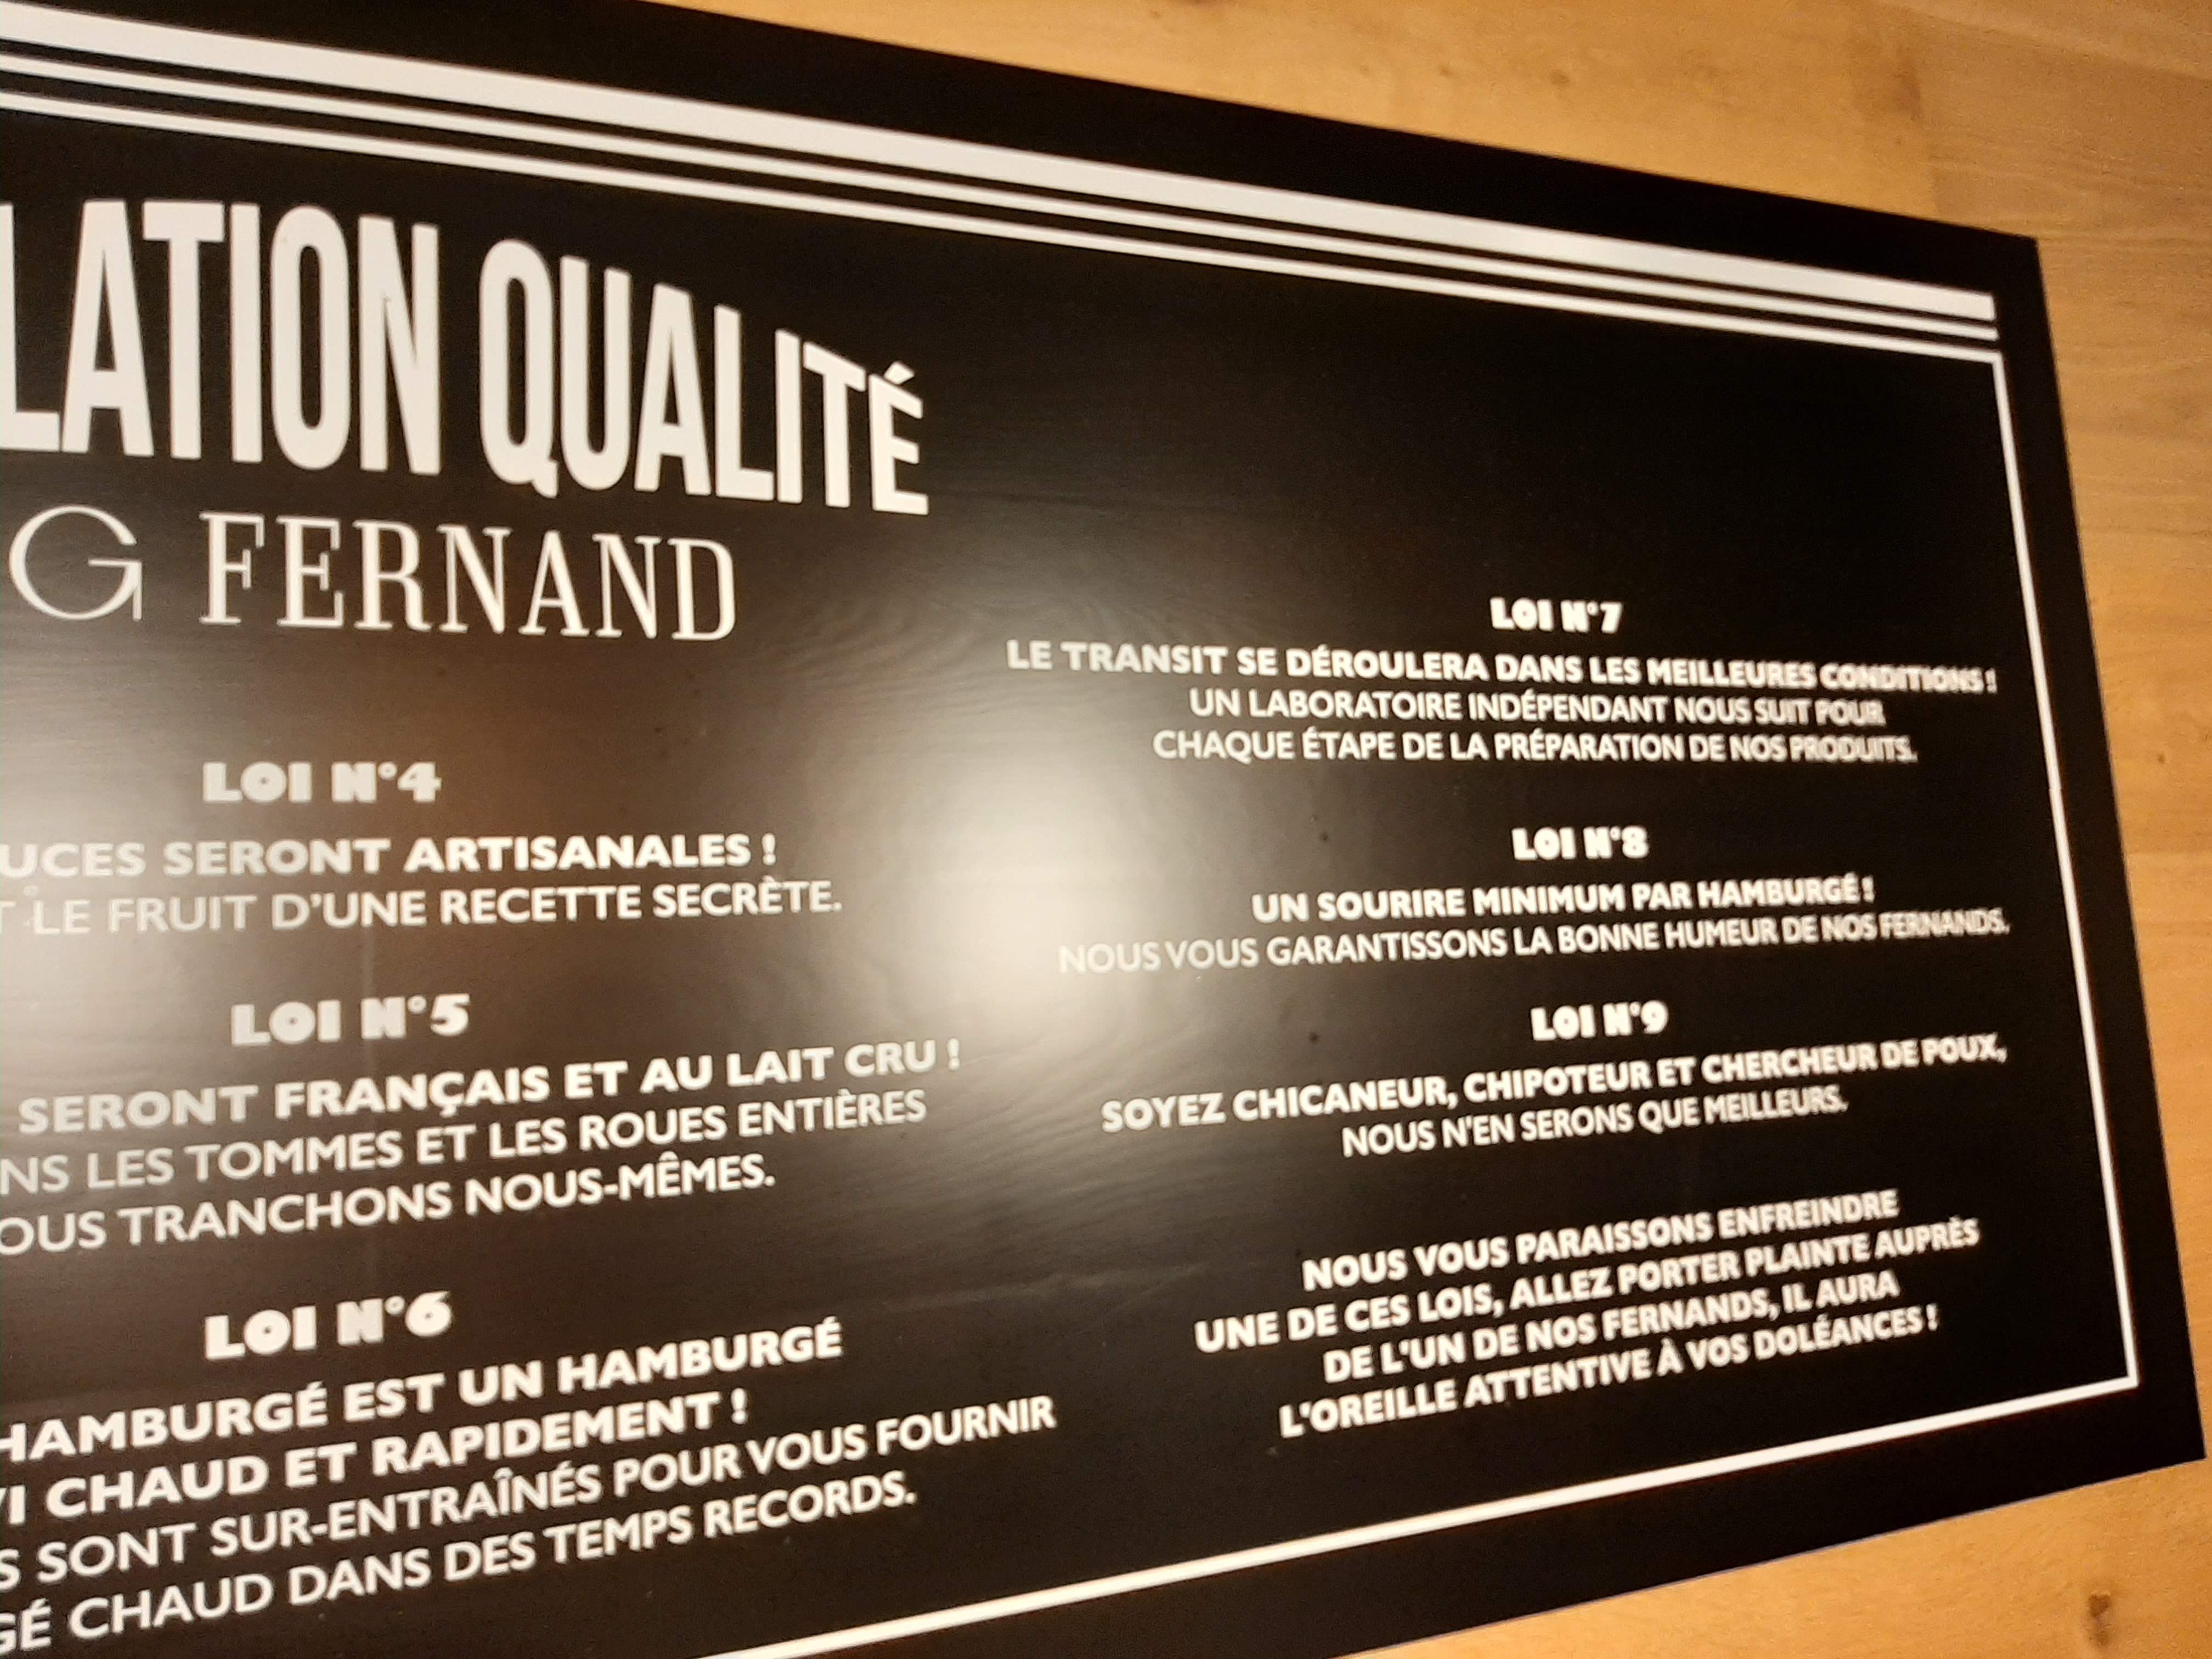 LATION QUALITÉ
G FERNAND
LOI N°4
UCES SERONT ARTISANALES !
T LE FRUIT D'UNE RECETTE SECRÈTE.
LOI N°5
SERONT FRANÇAIS ET AU LAIT CRU !
NS LES TOMMES ET LES ROUES ENTIÈRES
OUS TRANCHONS NOUS-MÊMES.
LOI N°6
HAMBURGÉ EST UN HAMBURGÉ
VI CHAUD ET RAPIDEMENT !
S SONT SUR-ENTRAÎNÉS POUR VOUS FOURNIR
GÉ CHAUD DANS DES TEMPS RECORDS.
LOI N°7
LE TRANSIT SE DÉROULERA DANS LES MEILLEURES CONDITIONS !
UN LABORATOIRE INDÉPENDANT NOUS SUIT POUR
CHAQUE ÉTAPE DE LA PRÉPARATION DE NOS PRODUITS.
LOI N°8
UN SOURIRE MINIMUM PAR HAMBURGÉ !
NOUS VOUS GARANTISSONS LA BONNE HUMEUR DE NOS FERNANDS.
LOI N°9
SOYEZ CHICANEUR, CHIPOTEUR ET CHERCHEUR DE POUX,
NOUS N'EN SERONS QUE MEILLEURS.
NOUS VOUS PARAISSONS ENFREINDRE
UNE DE CES LOIS, ALLEZ PORTER PLAINTE AUPRÈS
DE L'UN DE NOS FERNANDS, IL AURA
L'OREILLE ATTENTIVE À VOS DOLÉANCES !